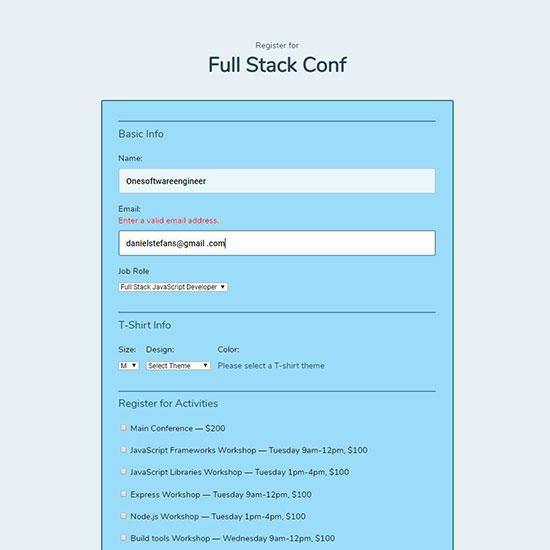 Register for
Full Stack Conf
Basic Info
Name:
Onesoftwareengineer
Email:
Enter a valid email address.
danielstefans@gmail .com
Job Role
Full Stack JavaScript Developer
T-Shirt Info
Size: Design: Color:
M Select Theme Please select a T-shirt theme
Register for Activities
Main Conference — $200
JavaScript Frameworks Workshop — Tuesday 9am-12pm, $100
JavaScript Libraries Workshop — Tuesday 1pm-4pm, $100
Express Workshop — Tuesday 9am-12pm, $100
Node.js Workshop — Tuesday 1pm-4pm, $100
Build tools Workshop — Wednesday 9am-12pm, $100